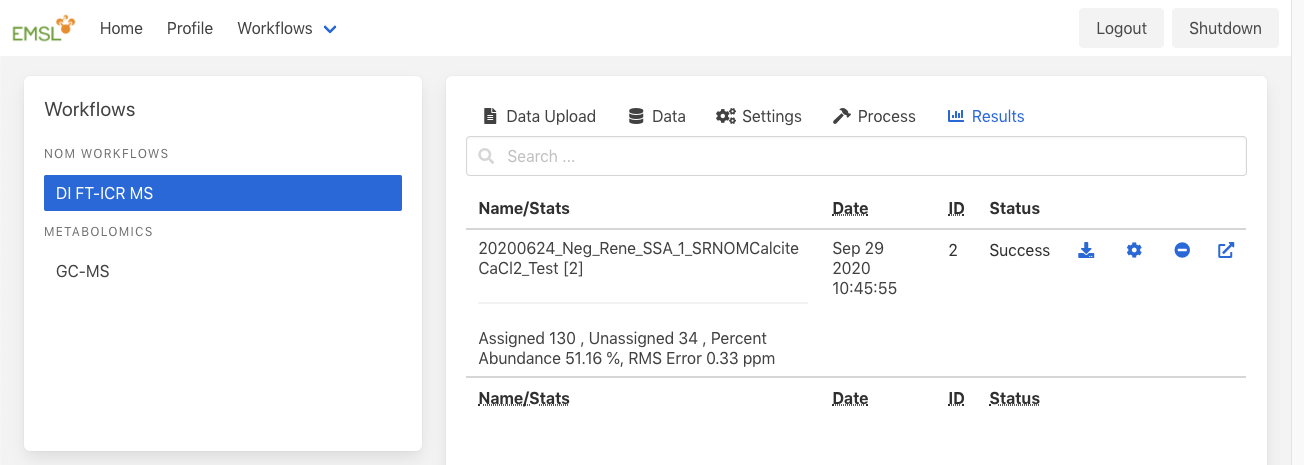 EMSL Home Profile Workflows Logout Shutdown
Workflows
NOM WORKFLOWS
DI FT-ICR MS
METABOLOMICS
GC-MS
Data Upload Data Settings Process Results
Search ...
Name/Stats Date ID Status
20200624_Neg_Rene_SSA_1_SRNOMCalcite Sep 29 2 Success
CaCl2_Test [2] 2020
10:45:55
Assigned 130 , Unassigned 34 , Percent
Abundance 51.16 %, RMS Error 0.33 ppm
Name/Stats Date ID Status